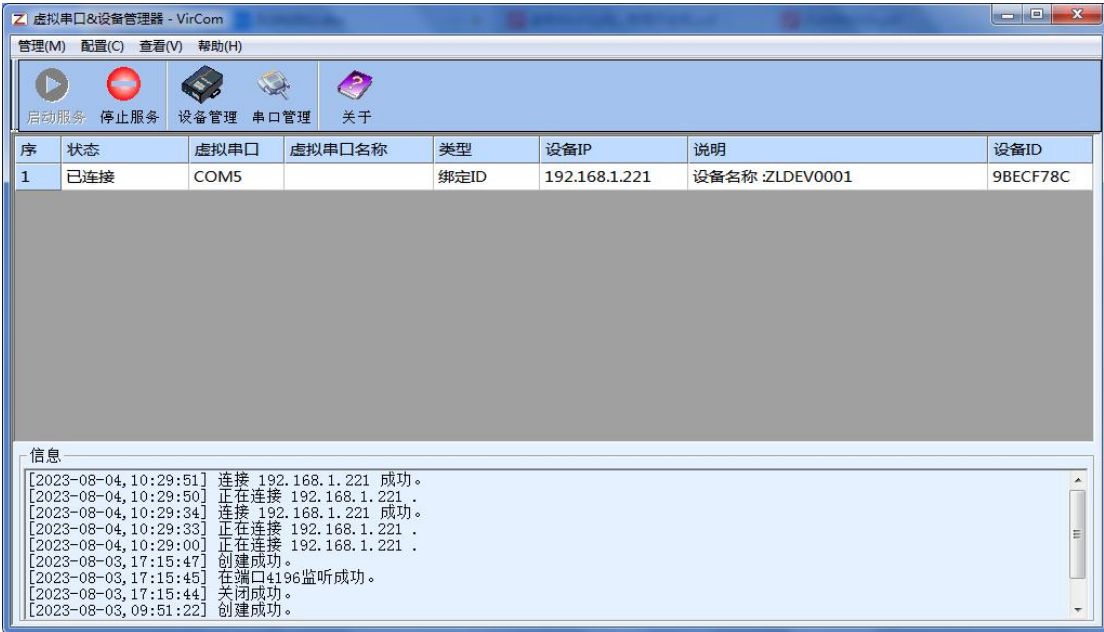 Z 虚拟串口&设备管理器 - VirCom
管理(M) 配置(C) 查看(V) 帮助(H)
启动服务 停止服务 设备管理 串口管理 关于
序 状态 虚拟串口 虚拟串口名称 类型 设备IP 说明 设备ID
1 已连接 COM5 绑定ID 192.168.1.221 设备名称 :ZLDEV0001 9BECF78C
信息
[2023-08-04,10:29:51] 连接 192.168.1.221 成功。
[2023-08-04,10:29:50] 正在连接 192.168.1.221 .
[2023-08-04,10:29:34] 连接 192.168.1.221 成功。
[2023-08-04,10:29:33] 正在连接 192.168.1.221 .
[2023-08-04,10:29:00] 正在连接 192.168.1.221 .
[2023-08-03,17:15:47] 创建成功。
[2023-08-03,17:15:45] 在端口4196监听成功。
[2023-08-03,17:15:44] 关闭成功。
[2023-08-03,09:51:22] 创建成功。